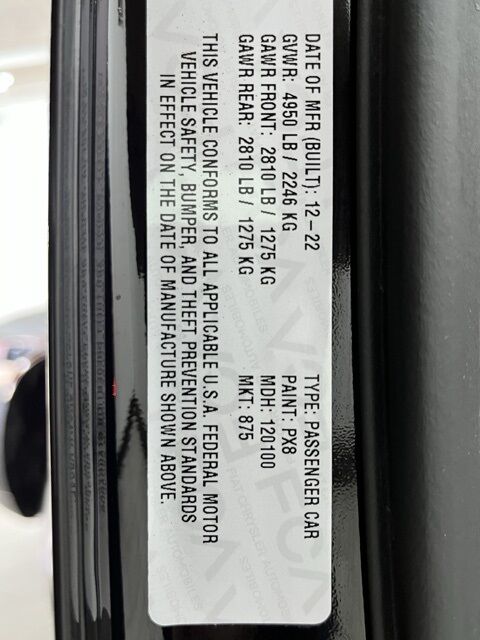 DATE OF MFR (BUILT): 12-22 TYPE: PASSENGER CAR
GVWR: 4950 LB / 2246 KG PAINT: PX8
GAWR FRONT: 2810 LB / 1275 KG MDH: 120100
GAWR REAR: 2810 LB / 1275 KG MKT: 875
THIS VEHICLE CONFORMS TO ALL APPLICABLE U.S.A. FEDERAL MOTOR
VEHICLE SAFETY, BUMPER, AND THEFT PREVENTION STANDARDS
IN EFFECT ON THE DATE OF MANUFACTURE SHOWN ABOVE.